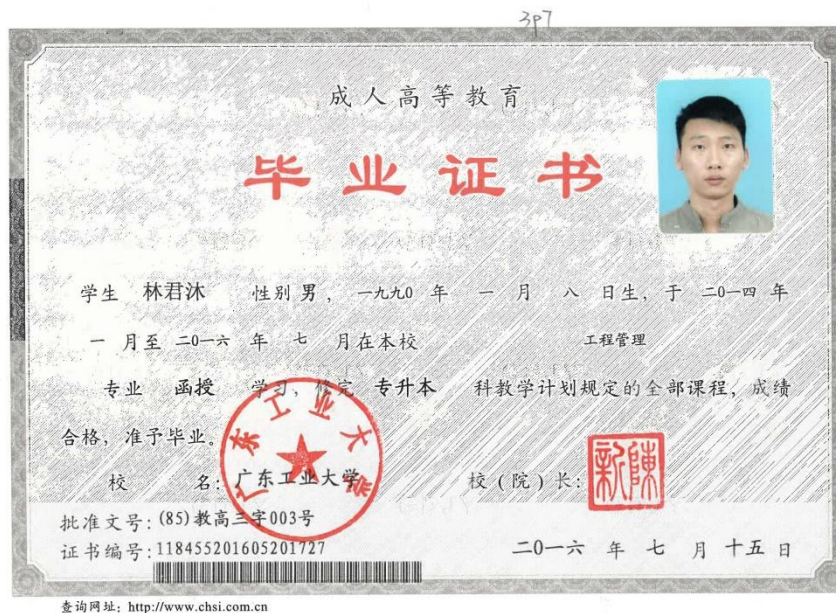 3P7
成人高等教育
毕业证书
学生 林君沐 性别 男, 一九九0 年 一 月 八 日生, 于 二0一四 年
一 月至 二0一六 年 七 月在本校 工程管理
专业 函授 学习, 修完 专升本 科教学计划规定的全部课程, 成绩
合格, 准予毕业。
校 名: 广东工业大学 校(院)长:
广东工业大学
批准文号: (85)教高三字003号
证书编号: 118455201605201727 二0一六 年 七 月 十五 日
查询网址: http://www.chsi.com.cn